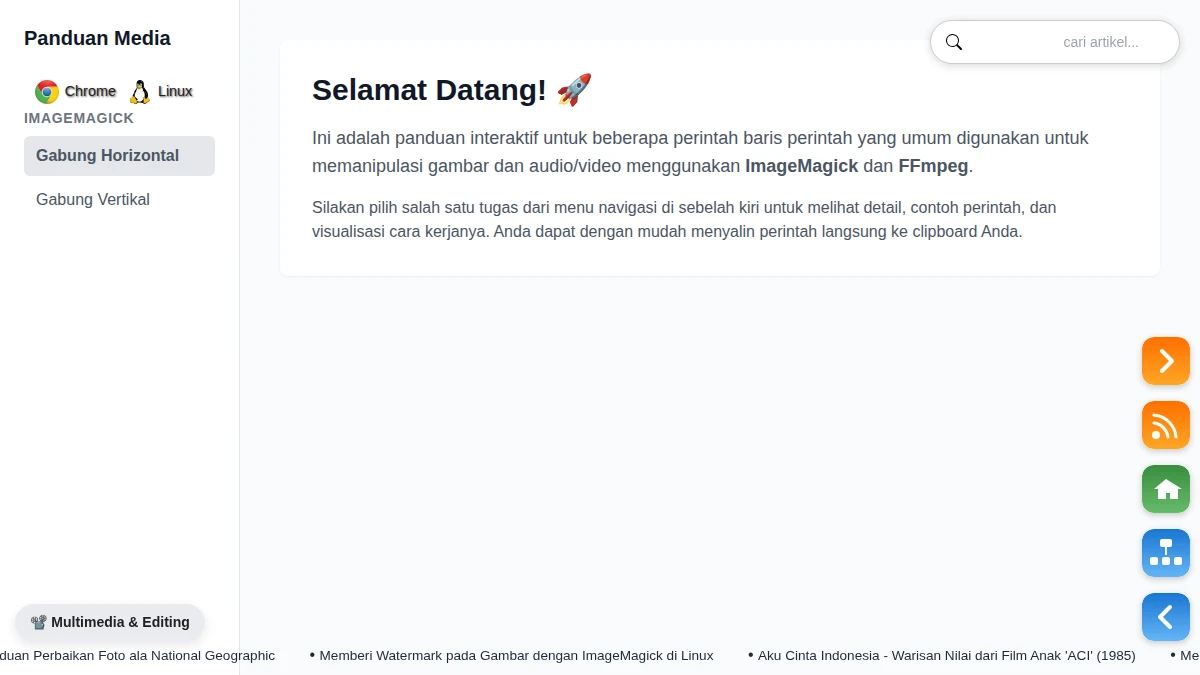 Panduan Media
Chrome Linux
IMAGEMAGICK
Gabung Horizontal
Gabung Vertikal
cari artikel...
Selamat Datang! 🚀
Ini adalah panduan interaktif untuk beberapa perintah baris perintah yang umum digunakan untuk
memanipulasi gambar dan audio/video menggunakan ImageMagick dan FFmpeg.
Silakan pilih salah satu tugas dari menu navigasi di sebelah kiri untuk melihat detail, contoh perintah, dan
visualisasi cara kerjanya. Anda dapat dengan mudah menyalin perintah langsung ke clipboard Anda.
📽️ Multimedia & Editing
duan Perbaikan Foto ala National Geographic • Memberi Watermark pada Gambar dengan ImageMagick di Linux • Aku Cinta Indonesia - Warisan Nilai dari Film Anak 'ACI' (1985) • Me